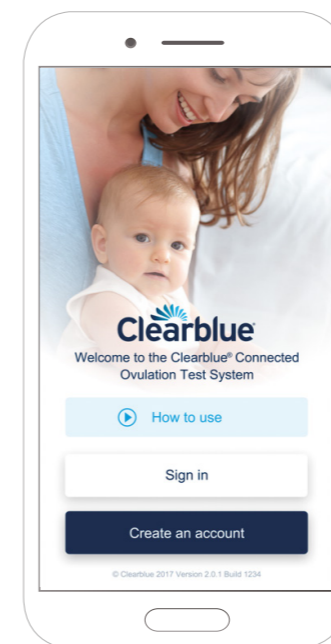 Clearblue
Welcome to the Clearblue® Connected
Ovulation Test System
How to use
Sign in
Create an account
© Clearblue 2017 Version 2.0.1 Build 1234